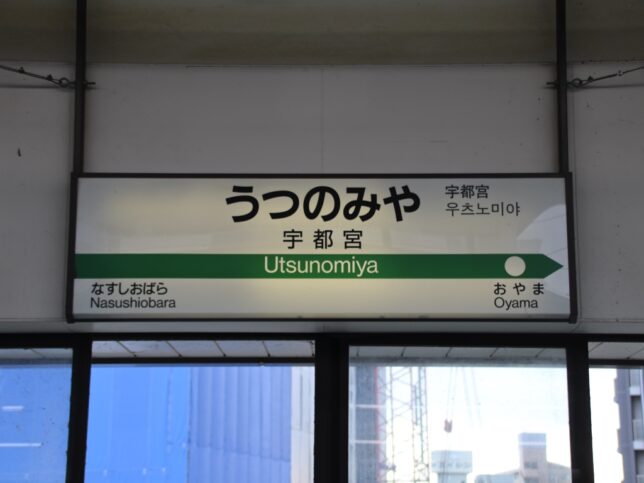 うつのみや
宇都宮
우츠노미야
宇都宮
Utsunomiya
なすしおばら
Nasushiobara
おやま
Oyama